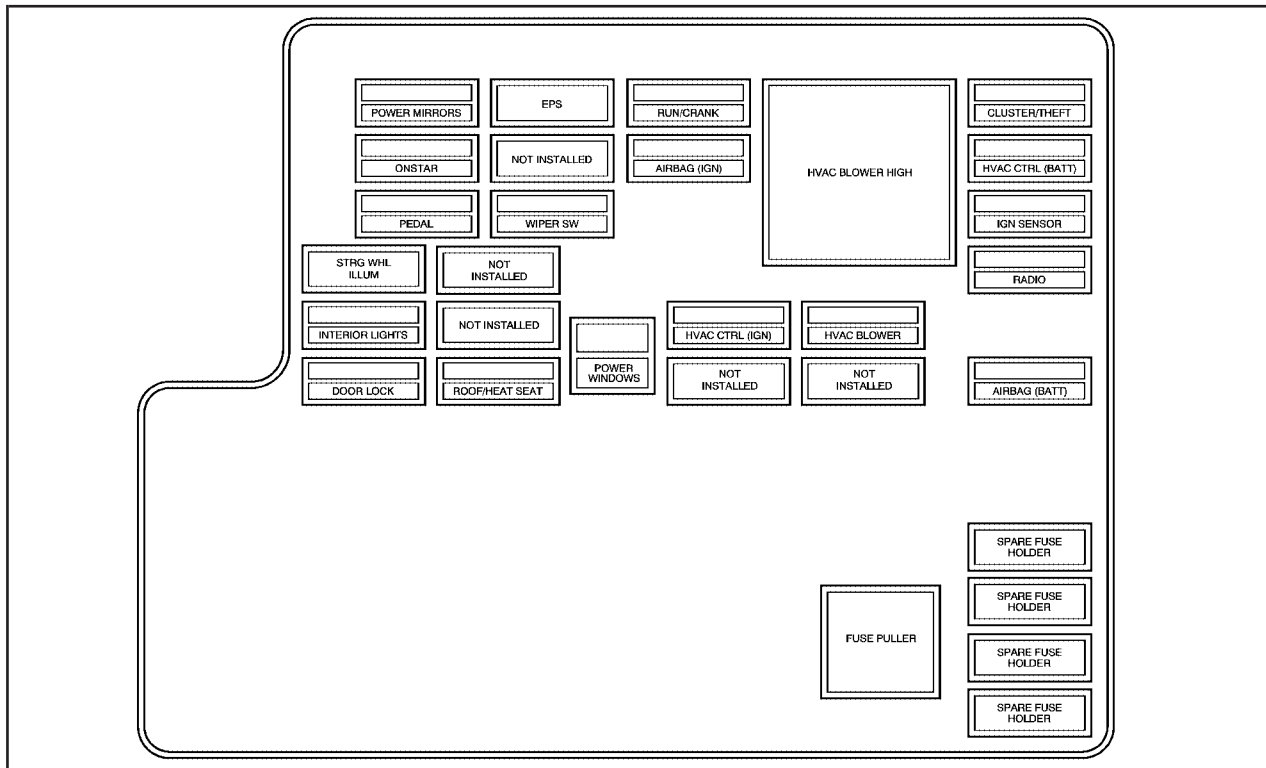 POWER MIRRORS
EPS
RUN/CRANK
CLUSTER/THEFT
ONSTAR
NOT INSTALLED
AIRBAG (IGN)
HVAC BLOWER HIGH
HVAC CTRL (BATT)
PEDAL
WIPER SW
IGN SENSOR
STRG WHL
ILLUM
NOT
INSTALLED
RADIO
INTERIOR LIGHTS
NOT INSTALLED
POWER
WINDOWS
HVAC CTRL (IGN)
HVAC BLOWER
DOOR LOCK
ROOF/HEAT SEAT
NOT
INSTALLED
NOT
INSTALLED
AIRBAG (BATT)
SPARE FUSE
HOLDER
SPARE FUSE
HOLDER
FUSE PULLER
SPARE FUSE
HOLDER
SPARE FUSE
HOLDER